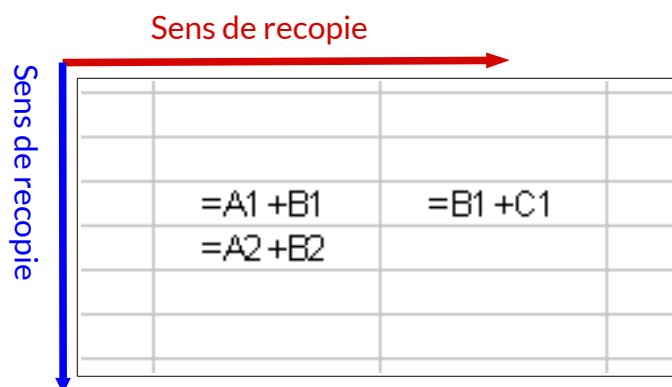 Sens de recopie
Sens de recopie
=A1+B1 =B1+C1
=A2+B2